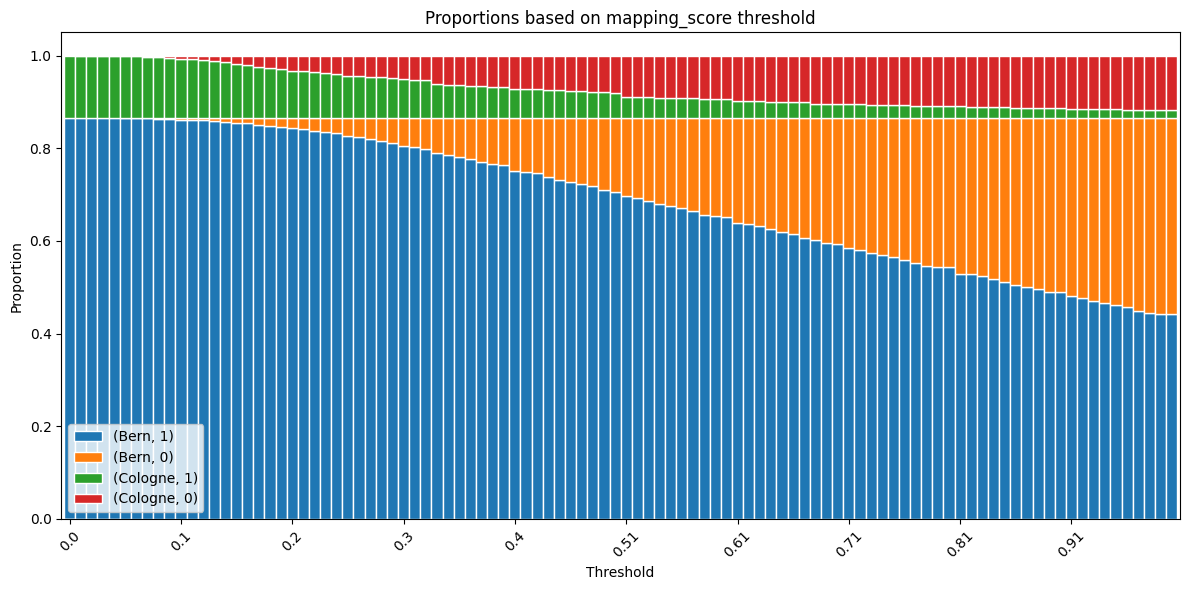 Proportions based on mapping_score threshold
Proportion
1.0
0.8
0.6
0.4
0.2
0.0
(Bern, 1)
(Bern, 0)
(Cologne, 1)
(Cologne, 0)
0.0 0.1 0.2 0.3 0.4 0.51 0.61 0.71 0.81 0.91
Threshold